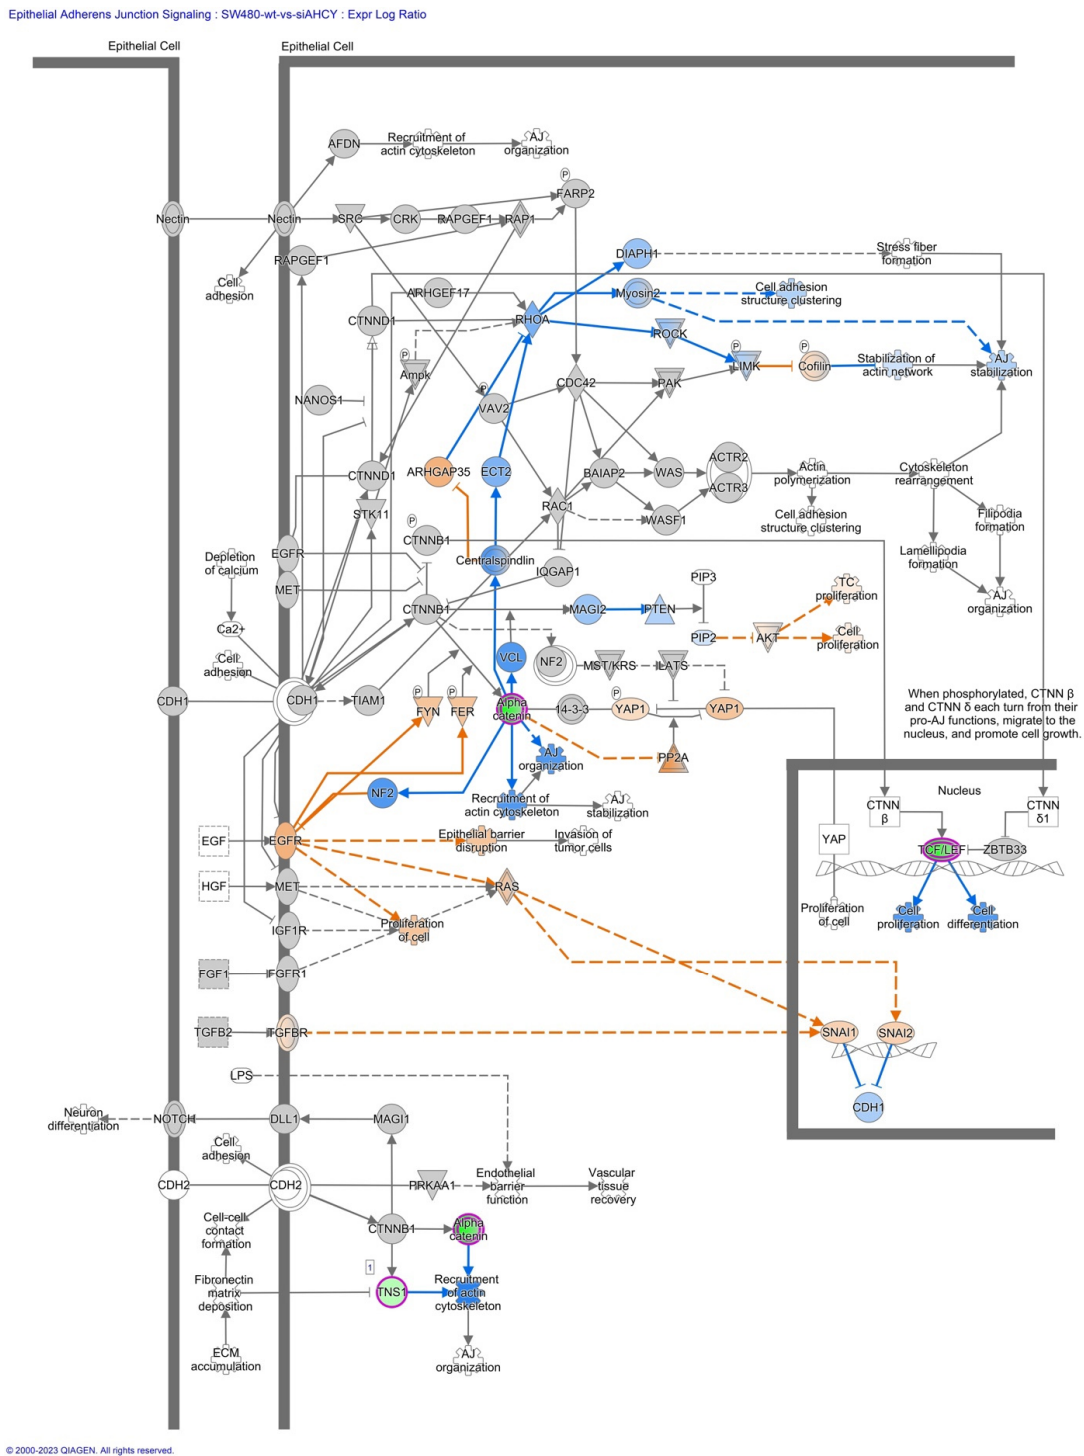 Epithelial Adherens Junction Signaling : SW480-wt-vs-siAHCY : Expr Log Ratio
Epithelial Cell
Epithelial Cell
AFDN
Recruitment of
actin cytoskeleton
AJ
organization
P
FARP2
Nectin
Nectin
SRC
CRK
RAPGEF1
RAP1
RAPGEF1
DIAPH1
Stress fiber
formation
Cell
adhesion
ARHGEF17
Myosin2
Cell adhesion
structure clustering
CTNND1
RHOA
ROCK
P
Ampk
P
LIMK
P
Cofilin
Stabilization of
actin network
AJ
stabilization
CDC42
PAK
NANOS1
P
VAV2
CTNND1
ARHGAP35
ECT2
BAIAP2
WAS
ACTR2
ACTR3
Actin
polymerization
Cytoskeleton
rearrangement
STK11
RAC1
WASF1
Cell adhesion
structure clustering
Filipodia
formation
P
CTNNB1
EGFR
Centralspindlin
IQGAP1
Lamellipodia
formation
Depletion
of calcium
MET
PIP3
TC
proliferation
AJ
organization
CTNNB1
MAGI2
PTEN
Ca2+
PIP2
AKT
Cell
proliferation
Cell
adhesion
VCL
NF2
MST/KRS
LATS
CDH1
CDH1
TIAM1
P
FYN
P
FER
Alpha
catenin
14-3-3
P
YAP1
YAP1
When phosphorylated, CTNN β
and CTNN δ each turn from their
pro-AJ functions, migrate to the
nucleus, and promote cell growth.
AJ
organization
PP2A
NF2
Recruitment of
actin cytoskeleton
AJ
stabilization
Nucleus
CTNN
β
CTNN
δ1
EGF
EGFR
Epithelial barrier
disruption
Invasion of
tumor cells
YAP
TCF/LEF
ZBTB33
HGF
MET
RAS
Proliferation
of cell
Cell
proliferation
Cell
differentiation
IGF1R
Proliferation
of cell
FGF1
FGFR1
TGFB2
TGFBR
SNAI1
SNAI2
LPS
CDH1
Neuron
differentiation
NOTCH
DLL1
MAGI1
Cell
adhesion
CDH2
CDH2
PRKAA1
Endothelial
barrier
function
Vascular
tissue
recovery
Cell-cell
contact
formation
CTNNB1
Alpha
catenin
1
Fibronectin
matrix
deposition
TNS1
Recruitment
of actin
cytoskeleton
ECM
accumulation
AJ
organization
© 2000-2023 QIAGEN. All rights reserved.